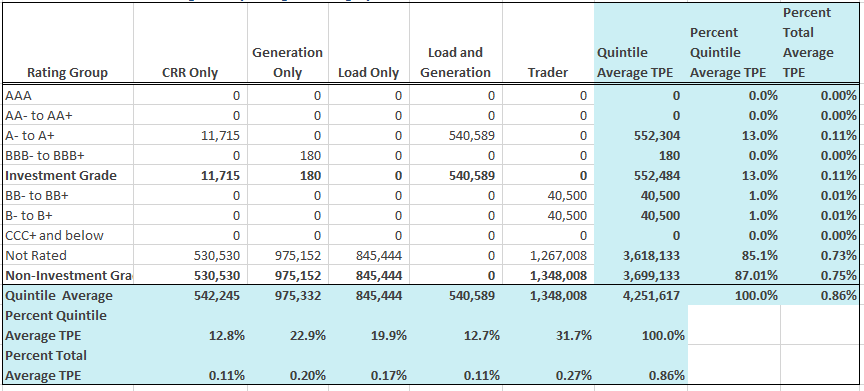 Rating Group CRR Only Generation Only Load Only Load and Generation Trader Quintile Average TPE Percent Quintile Average TPE Percent Total Average TPE
AAA 0 0 0 0 0 0 0.0% 0.00%
AA- to AA+ 0 0 0 0 0 0 0.0% 0.00%
A- to A+ 11,715 0 0 540,589 0 552,304 13.0% 0.11%
BBB- to BBB+ 0 180 0 0 0 180 0.0% 0.00%
Investment Grade 11,715 180 0 540,589 0 552,484 13.0% 0.11%
BB- to BB+ 0 0 0 0 40,500 40,500 1.0% 0.01%
B- to B+ 0 0 0 0 40,500 40,500 1.0% 0.01%
CCC+ and below 0 0 0 0 0 0 0.0% 0.00%
Not Rated 530,530 975,152 845,444 0 1,267,008 3,618,133 85.1% 0.73%
Non-Investment Gra 530,530 975,152 845,444 0 1,348,008 3,699,133 87.01% 0.75%
Quintile Average 542,245 975,332 845,444 540,589 1,348,008 4,251,617 100.0% 0.86%
Percent Quintile
Average TPE 12.8% 22.9% 19.9% 12.7% 31.7% 100.0%
Percent Total
Average TPE 0.11% 0.20% 0.17% 0.11% 0.27% 0.86%